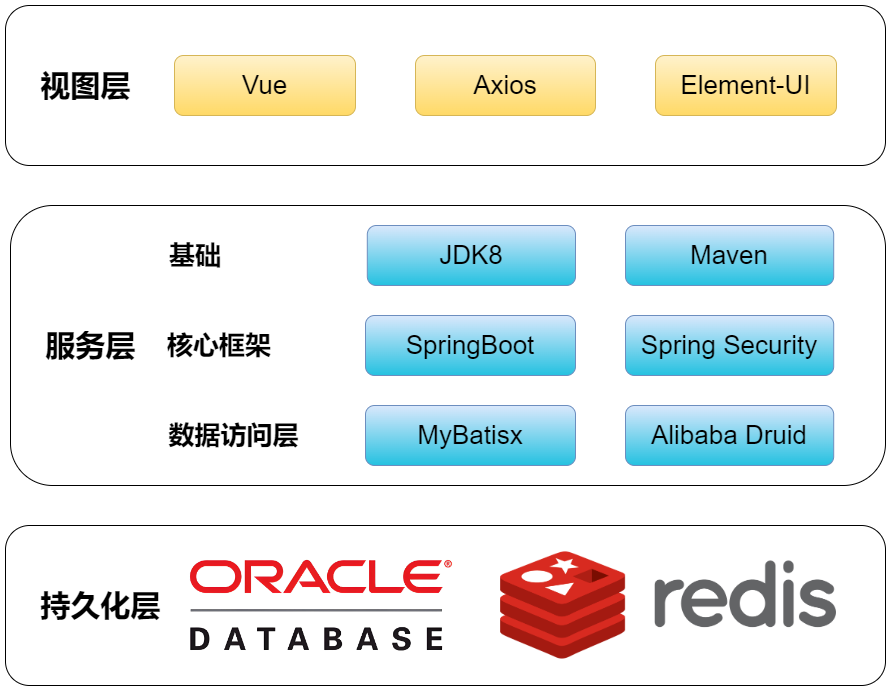 视图层 Vue Axios Element-UI
基础 JDK8 Maven
服务层 核心框架 SpringBoot Spring Security
数据访问层 MyBatisx Alibaba Druid
持久化层 ORACLE® redis
DATABASE